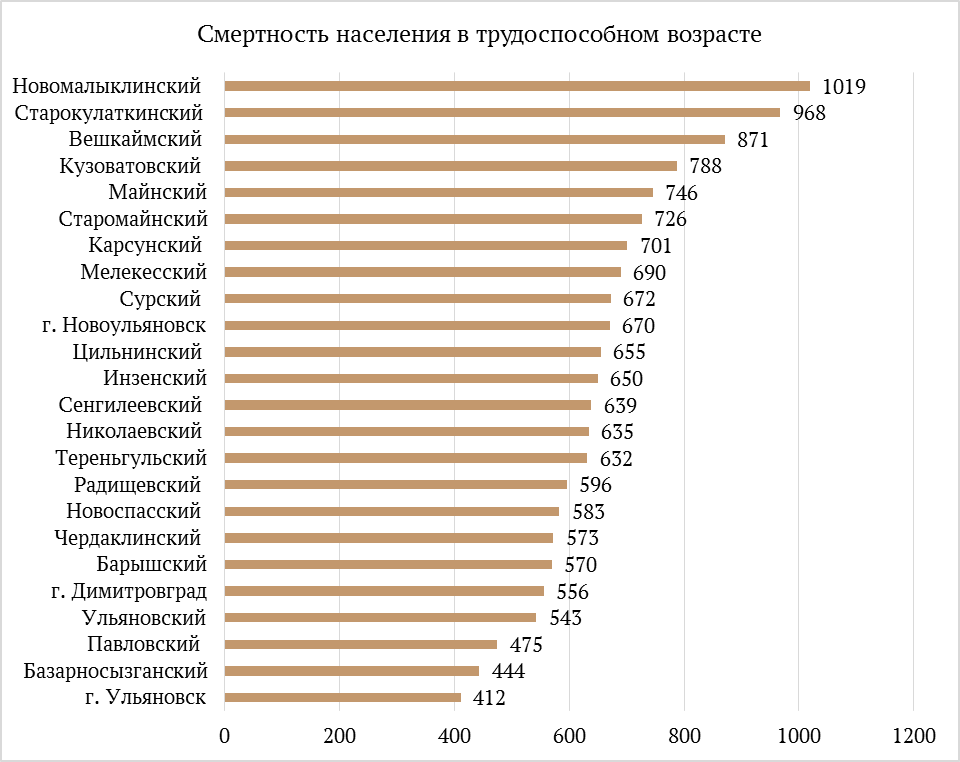 Смертность населения в трудоспособном возрасте
Новомалыклинский 1019
Старокулаткинский 968
Вешкаймский 871
Кузоватовский 788
Майнский 746
Старомайнский 726
Карсунский 701
Мелекесский 690
Сурский 672
г. Новоульяновск 670
Цильнинский 655
Инзенский 650
Сенгилеевский 639
Николаевский 635
Тереньгульский 632
Радищевский 596
Новоспасский 583
Чердаклинский 573
Барышский 570
г. Димитровград 556
Ульяновский 543
Павловский 475
Базарносызганский 444
г. Ульяновск 412
0 200 400 600 800 1000 1200